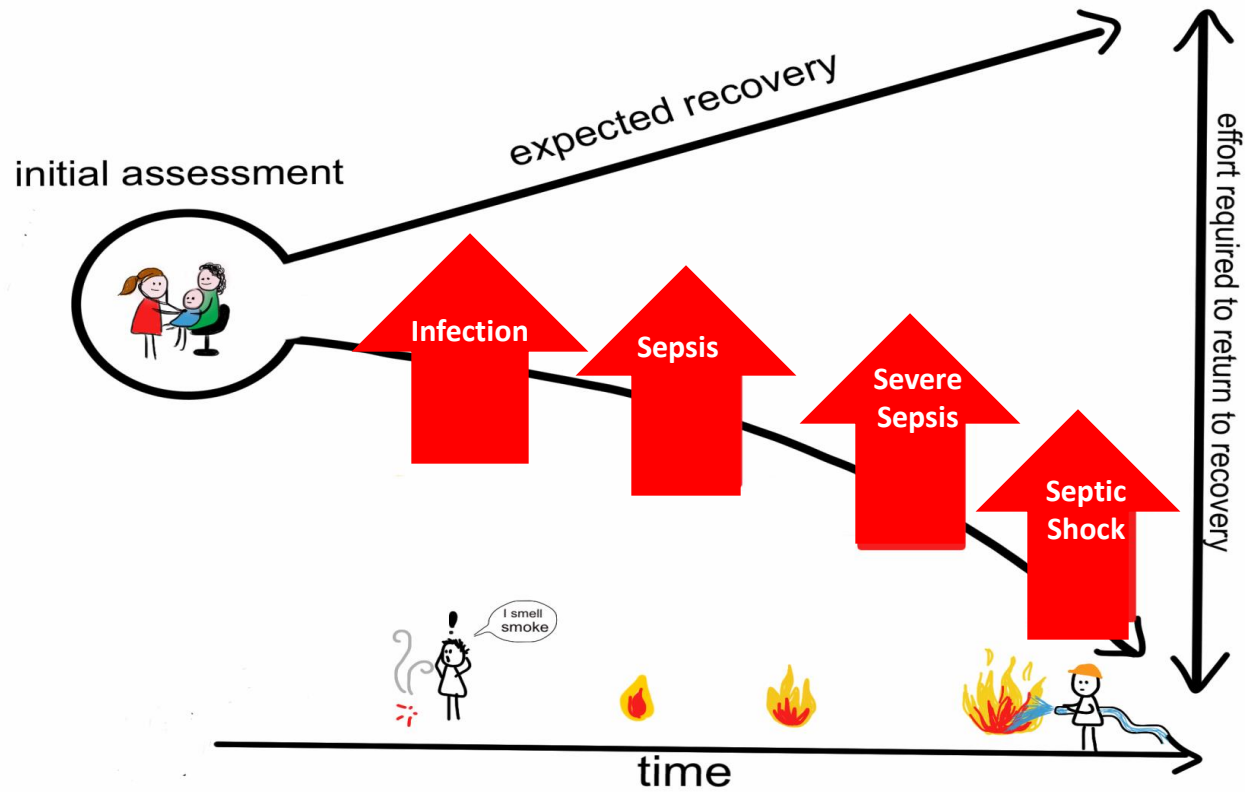 initial assessment
expected recovery
effort required to return to recovery
Infection
Sepsis
Severe
Sepsis
Septic
Shock
!
I smell
smoke
time